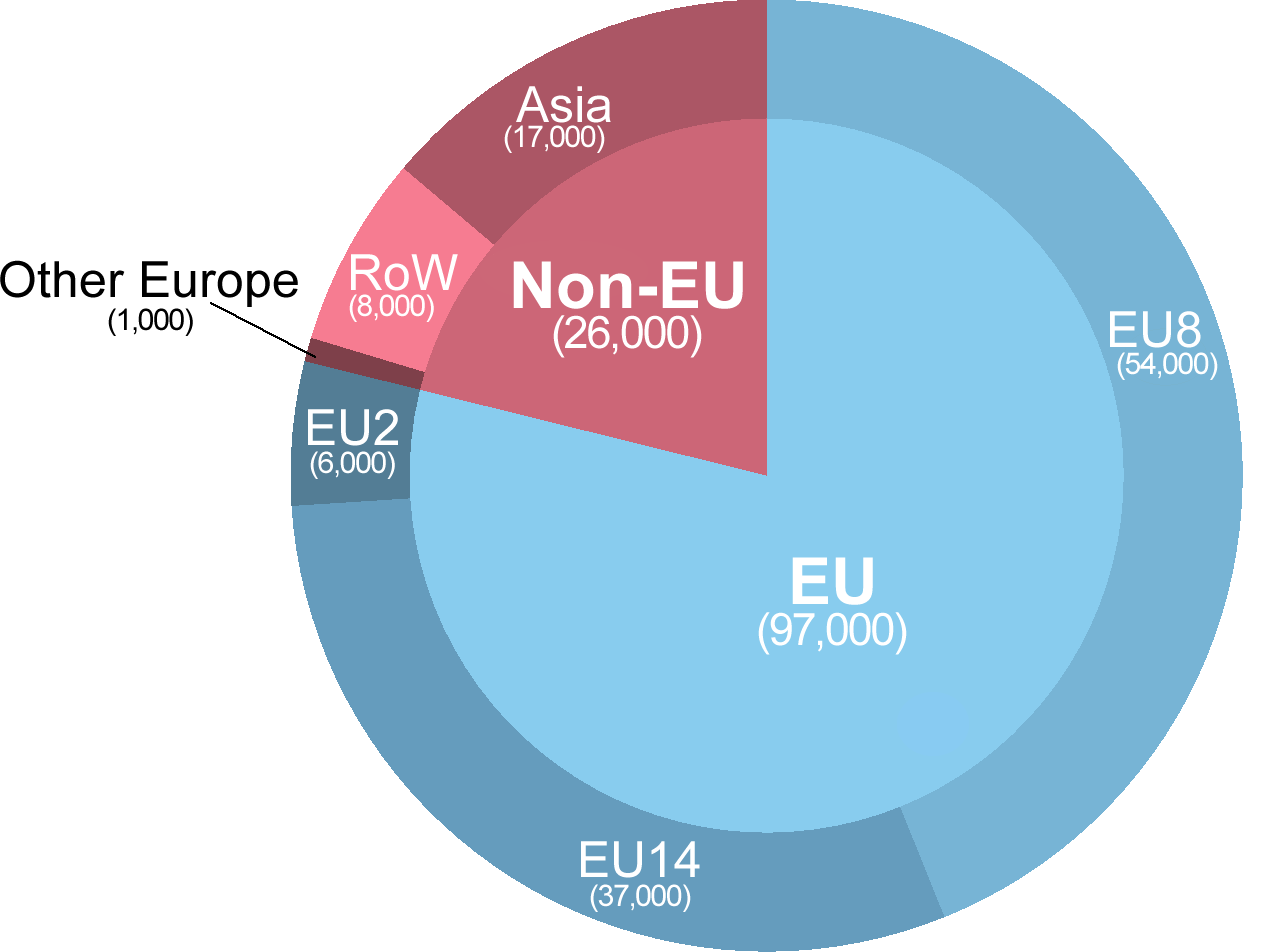 Asia
(17,000)
Other Europe
(1,000)
RoW
(8,000)
Non-EU
(26,000)
EU8
(54,000)
EU2
(6,000)
EU
(97,000)
EU14
(37,000)